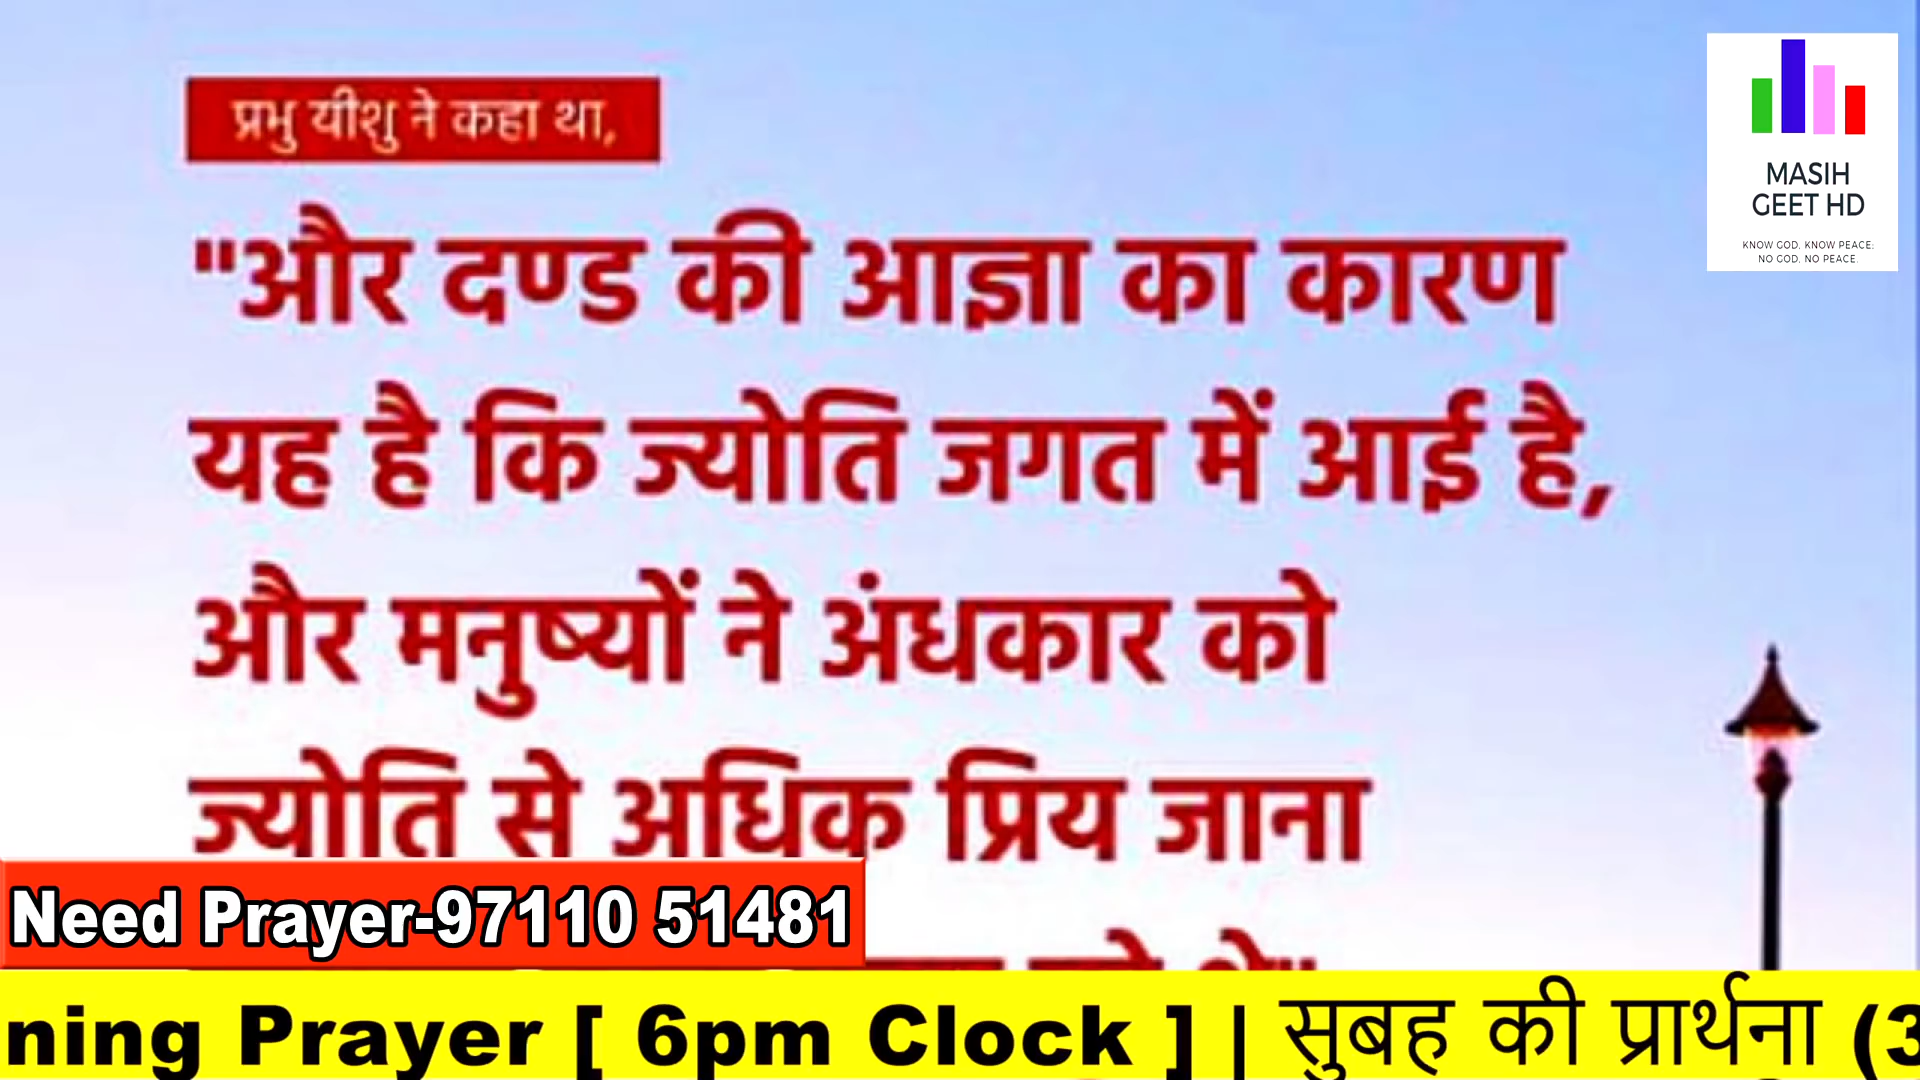 प्रभु यीशु ने कहा था,
"और दण्ड की आज्ञा का कारण
यह है कि ज्योति जगत में आई है,
और मनुष्यों ने अंधकार को
ज्योति से अधिक प्रिय जाना
MASIH
GEET HD
KNOW GOD, KNOW PEACE;
NO GOD, NO PEACE.
Need Prayer-97110 51481
ning Prayer [ 6pm Clock ] | सुबह की प्रार्थना (3